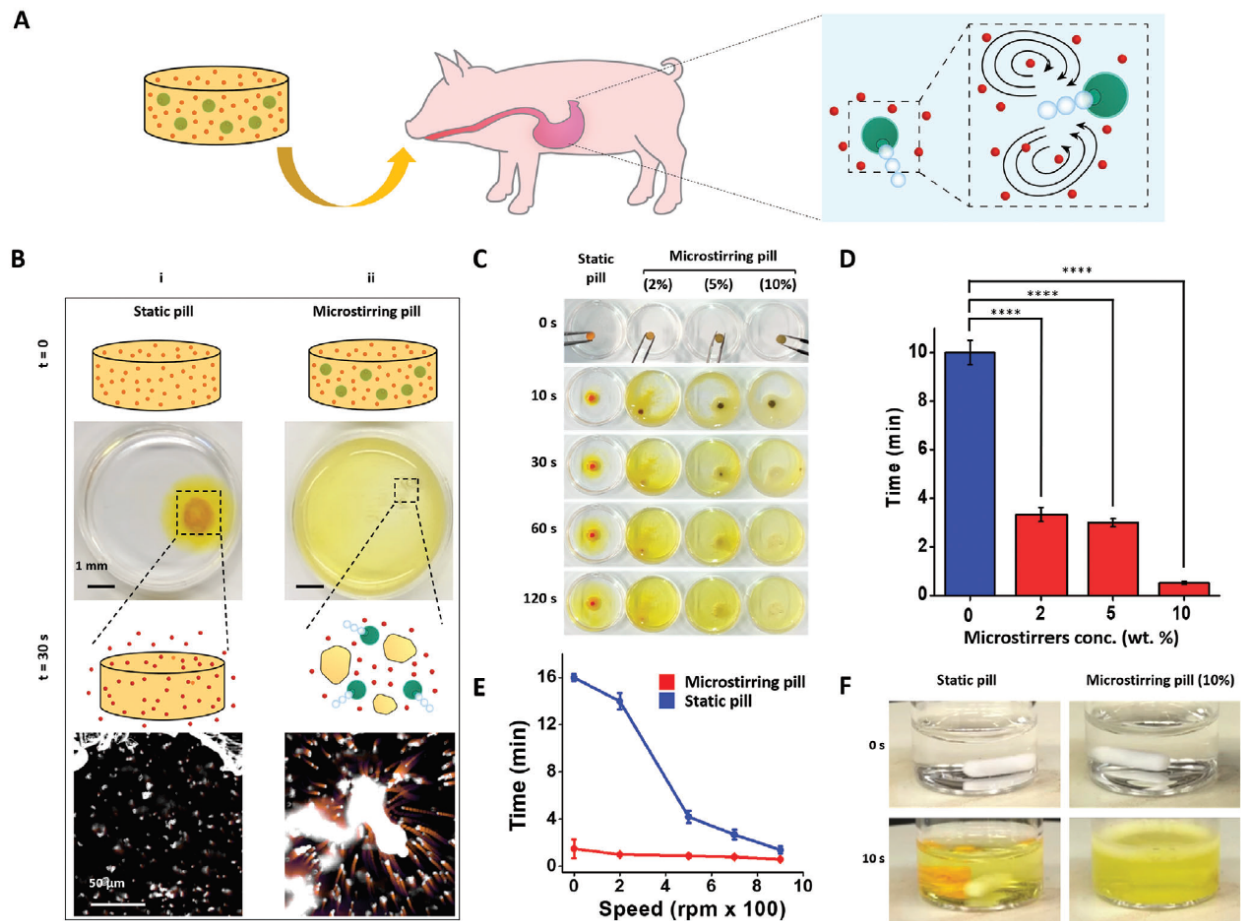 A
B
i
ii
Static pill
Microstirring pill
t = 0
1 mm
t = 30 s
50 µm
C
Static
pill
Microstirring pill
(2%)
(5%)
(10%)
0 s
10 s
30 s
60 s
120 s
D
****
****
****
10
8
6
4
2
0
Time (min)
0
2
5
10
Microstirrers conc. (wt. %)
E
Microstirring pill
Static pill
16
12
8
4
0
Time (min)
0
2
4
6
8
10
Speed (rpm x 100)
F
Static pill
Microstirring pill (10%)
0 s
10 s